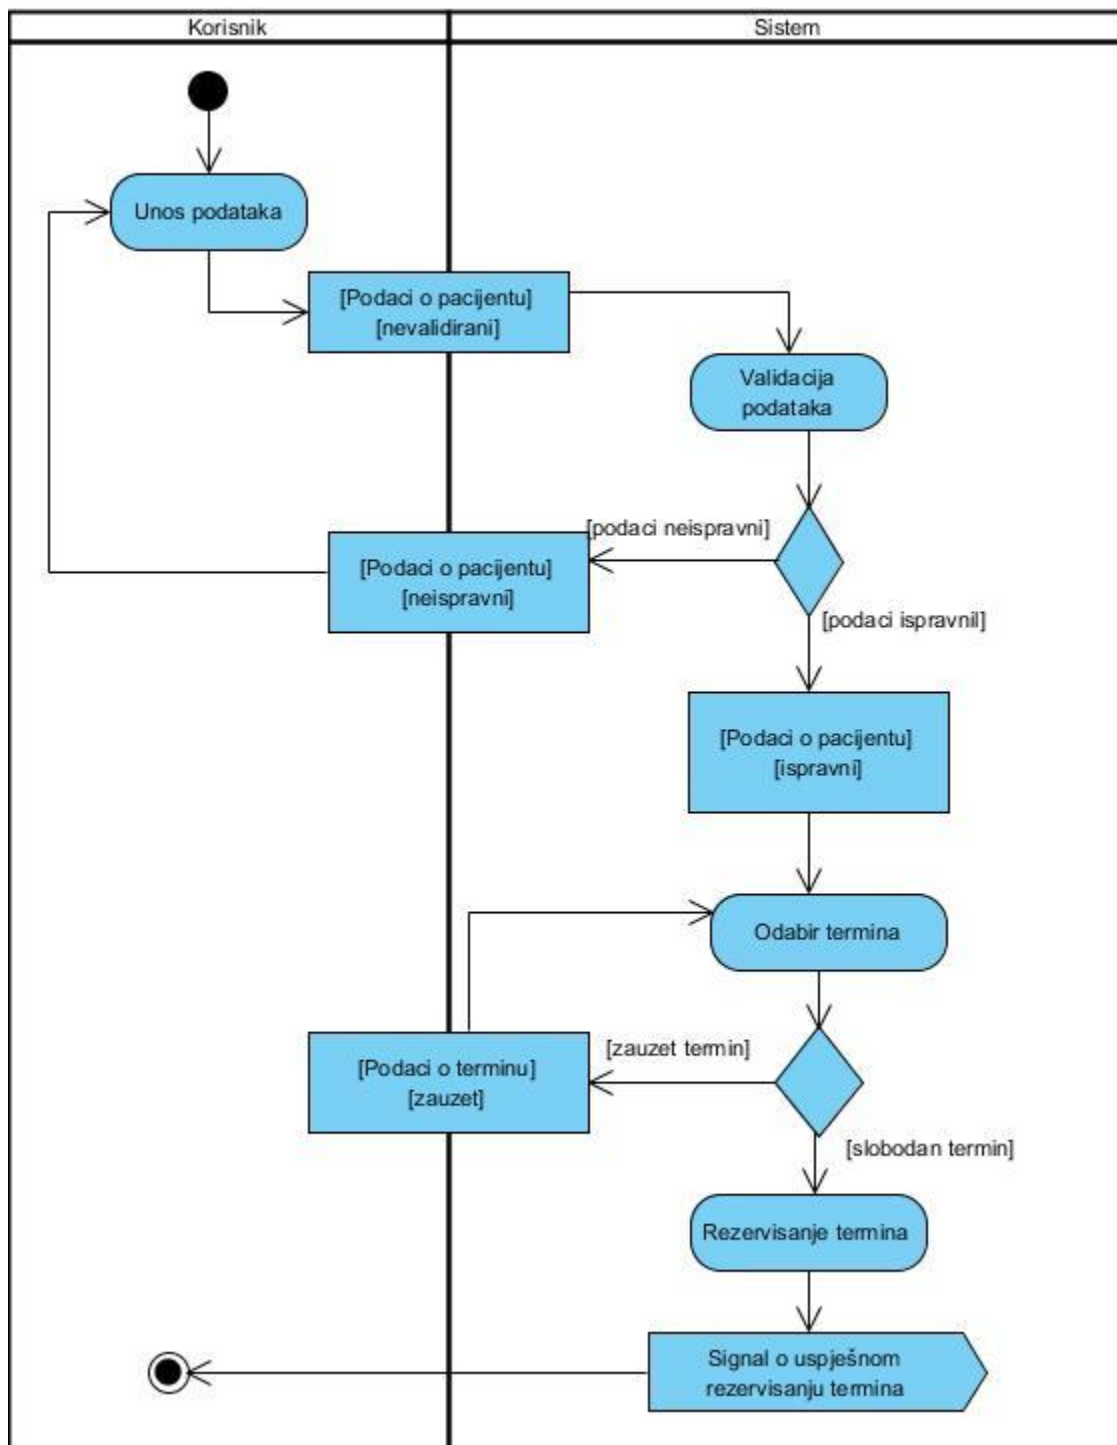 Korisnik
Sistem
Unos podataka
[Podaci o pacijentu]
[nevalidirani]
Validacija
podataka
[podaci neispravni]
[Podaci o pacijentu]
[neispravni]
[podaci ispravniI]
[Podaci o pacijentu]
[ispravni]
Odabir termina
[zauzet termin]
[Podaci o terminu]
[zauzet]
[slobodan termin]
Rezervisanje termina
Signal o uspješnom
rezervisanju termina